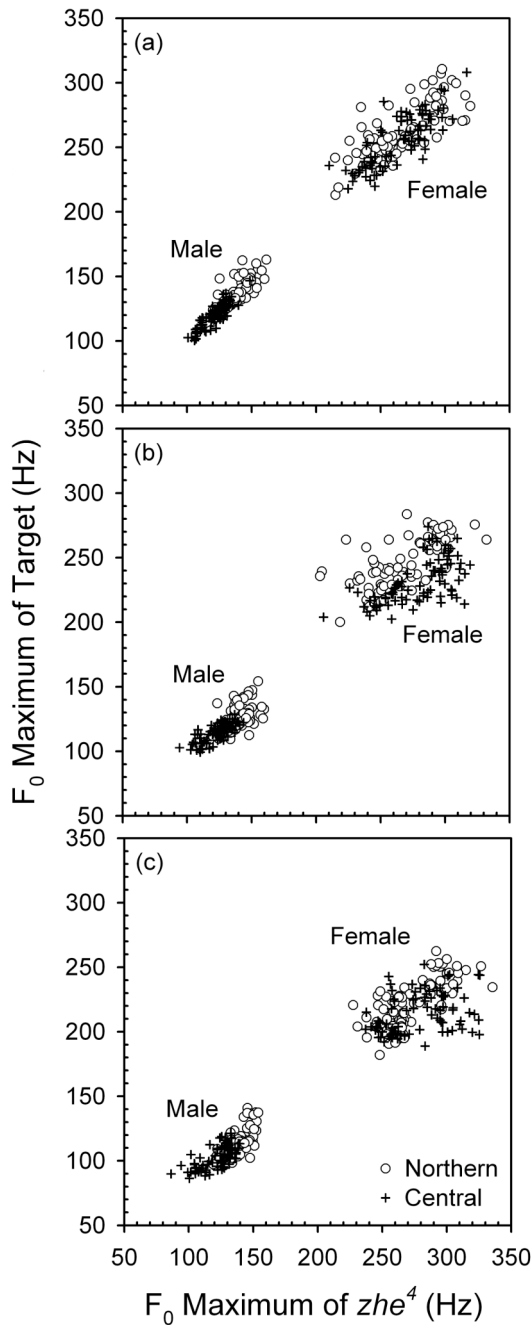 350
(a)
300
250
Female
200
Male
150
100
50
350
(b)
300
250
200
Female
Male
150
100
50
350
(c)
300
Female
250
200
Male
150
Northern
100
Central
50
50 100 150 200 250 300 350
F₀ Maximum of zhe⁴ (Hz)
F₀ Maximum of Target (Hz)